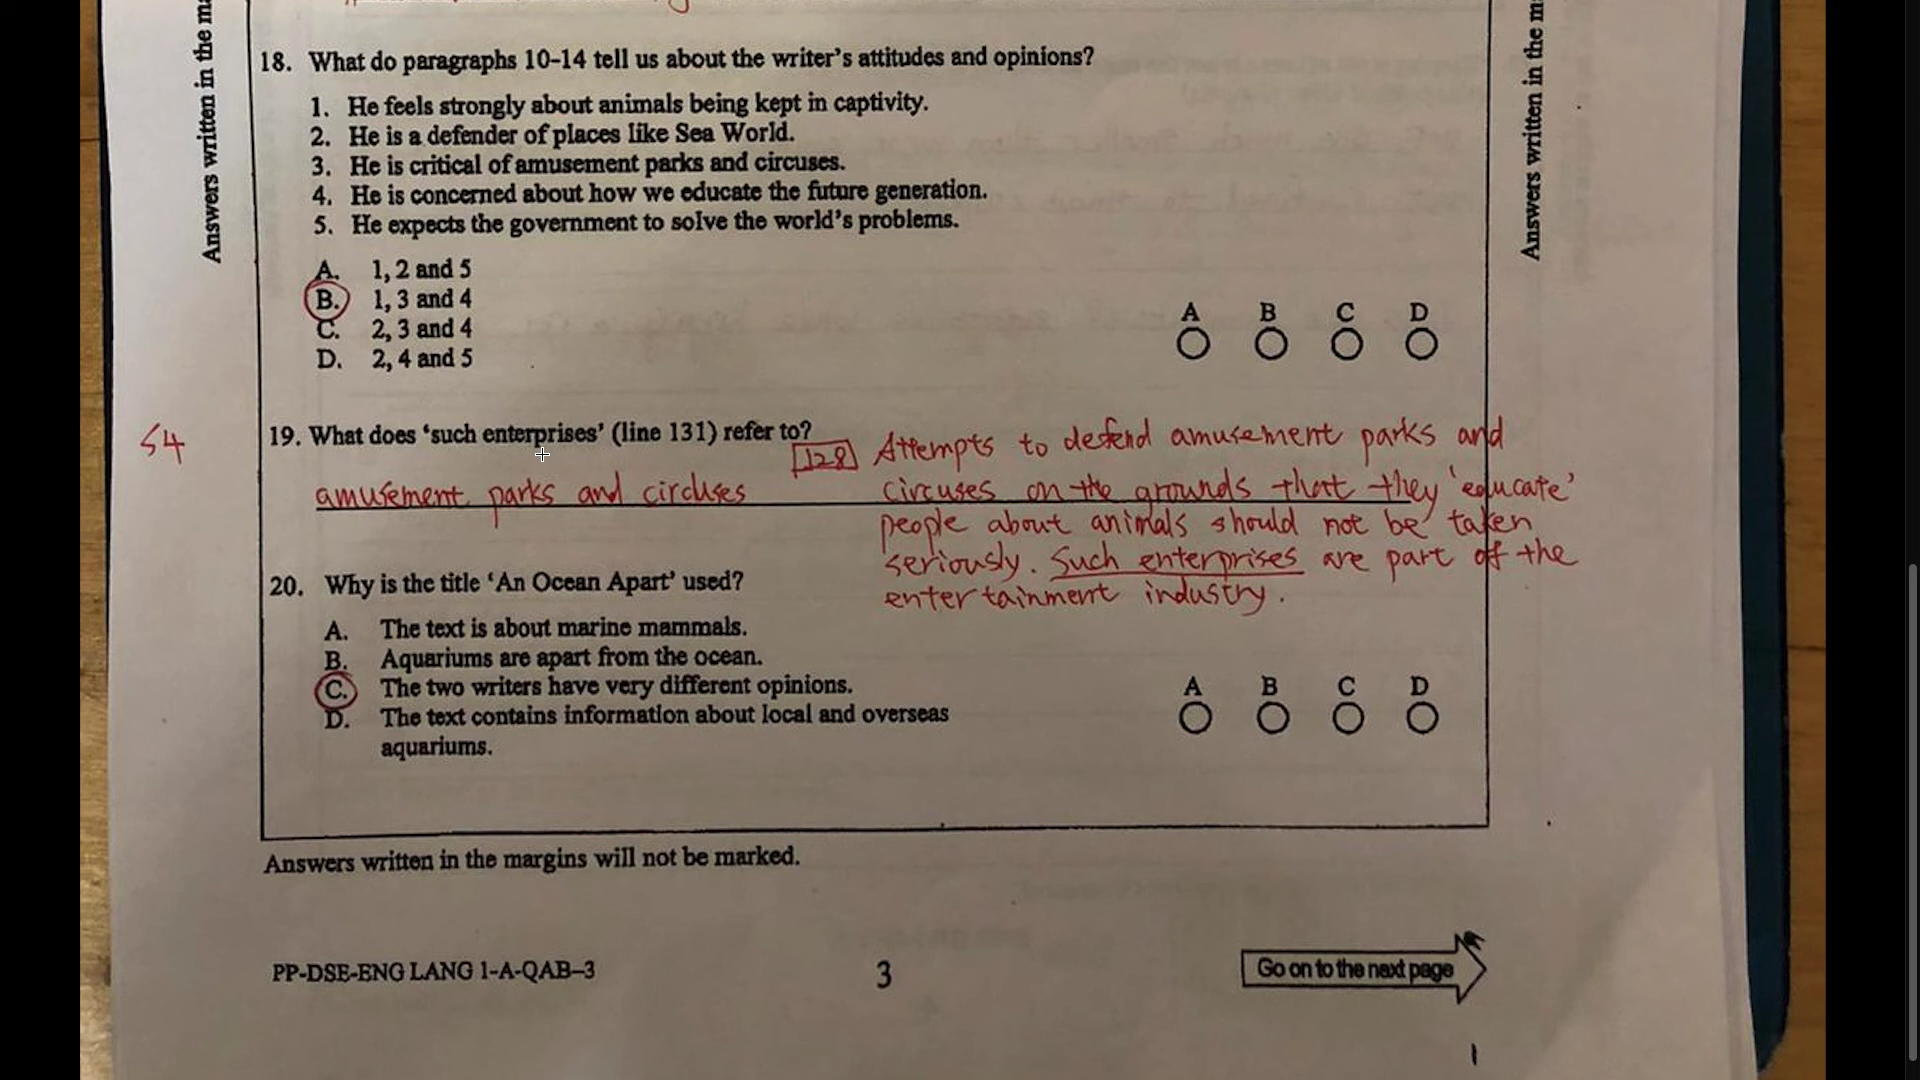 Answers written in the
18. What do paragraphs 10-14 tell us about the writer's attitudes and opinions?
1. He feels strongly about animals being kept in captivity.
2. He is a defender of places like Sea World.
3. He is critical of amusement parks and circuses.
4. He is concerned about how we educate the future generation.
5. He expects the government to solve the world's problems.
A. 1, 2 and 5
B. 1, 3 and 4
C. 2, 3 and 4
D. 2, 4 and 5
A B C D
Answers written in the
54
19. What does 'such enterprises' (line 131) refer to?
amusement parks and circuses
128 Attempts to defend amusement parks and
circuses on the grounds that they 'educate'
people about animals should not be taken
seriously. Such enterprises are part of the
entertainment industry.
20. Why is the title 'An Ocean Apart' used?
A. The text is about marine mammals.
B. Aquariums are apart from the ocean.
C. The two writers have very different opinions.
D. The text contains information about local and overseas
aquariums.
A B C D
Answers written in the margins will not be marked.
PP-DSE-ENG LANG 1-A-QAB–3
3
Go on to the next page